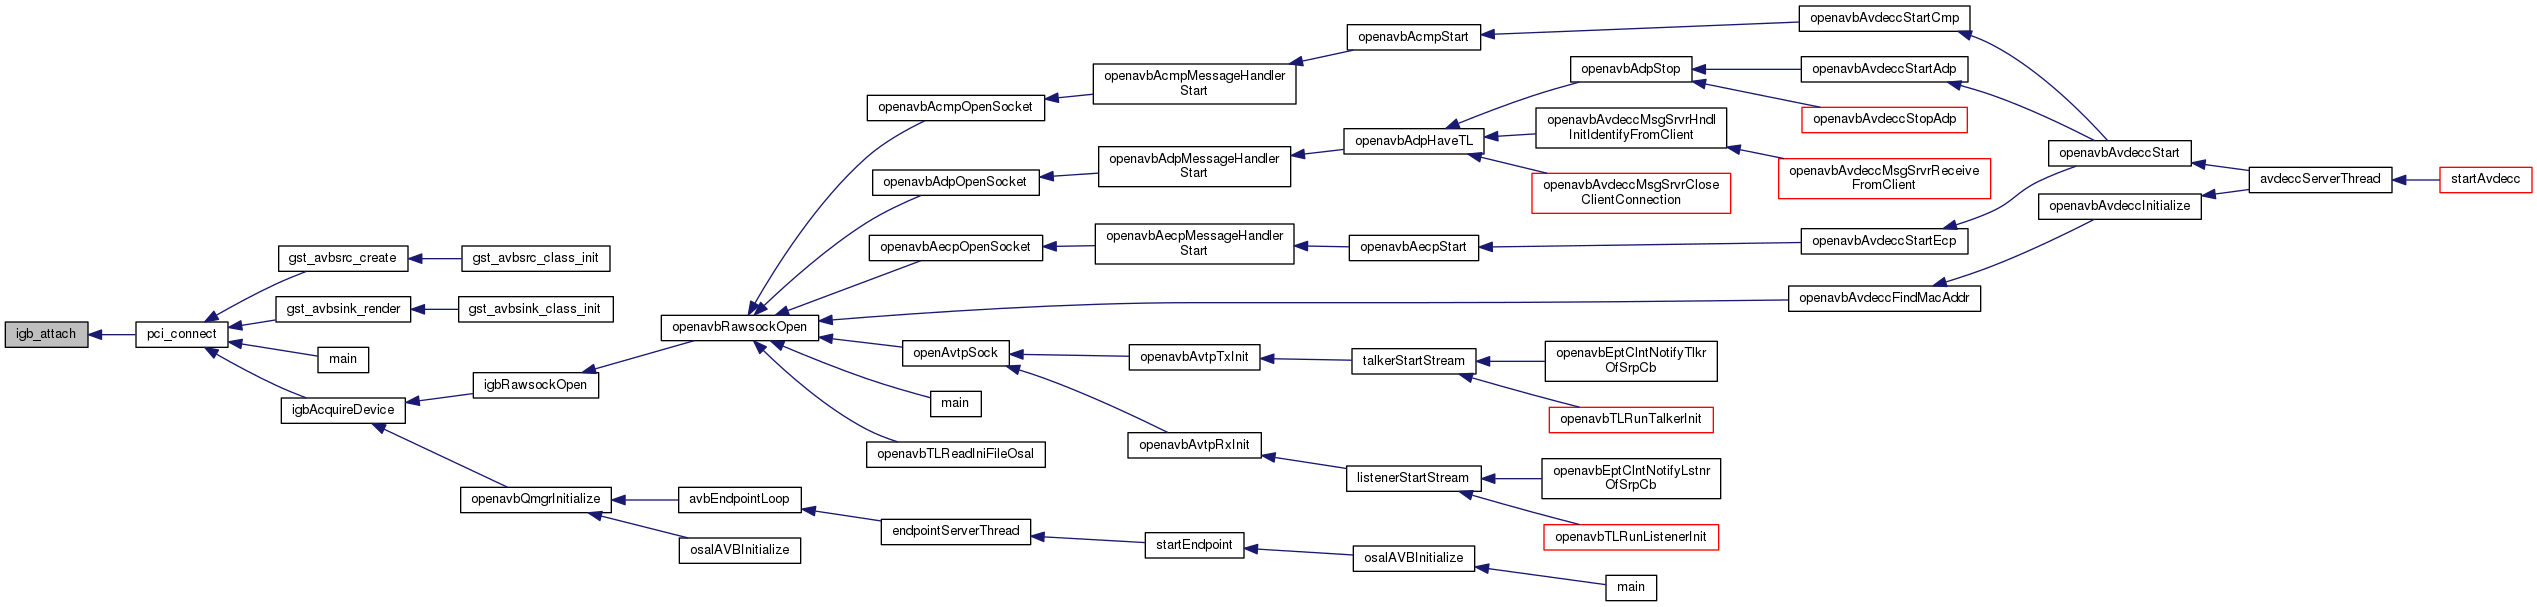 igb_attach
pci_connect
gst_avbsrc_create
gst_avbsrc_class_init
gst_avbsink_render
gst_avbsink_class_init
main
igbAcquireDevice
igbRawsockOpen
openavbRawsockOpen
openavbAcmpOpenSocket
openavbAcmpMessageHandler
Start
openavbAcmpStart
openavbAvdeccStartCmp
openavbAvdeccStart
avdeccServerThread
startAvdecc
openavbAdpOpenSocket
openavbAdpMessageHandler
Start
openavbAdpHaveTL
openavbAdpStop
openavbAvdeccStartAdp
openavbAvdeccStopAdp
openavbAvdeccMsgSrvrHndl
InitIdentifyFromClient
openavbAvdeccMsgSrvrReceive
FromClient
openavbAvdeccMsgSrvrClose
ClientConnection
openavbAecpOpenSocket
openavbAecpMessageHandler
Start
openavbAecpStart
openavbAvdeccStartEcp
openavbAvdeccFindMacAddr
openavbAvdeccInitialize
openAvtpSock
openavbAvtpTxInit
talkerStartStream
openavbEptClntNotifyTlkr
OfSrpCb
openavbTLRunTalkerInit
openavbAvtpRxInit
listenerStartStream
openavbEptClntNotifyLstnr
OfSrpCb
openavbTLRunListenerInit
main
openavbTLReadIniFileOsal
openavbQmgrInitialize
avbEndpointLoop
endpointServerThread
startEndpoint
osalAVBInitialize
main
osalAVBInitialize